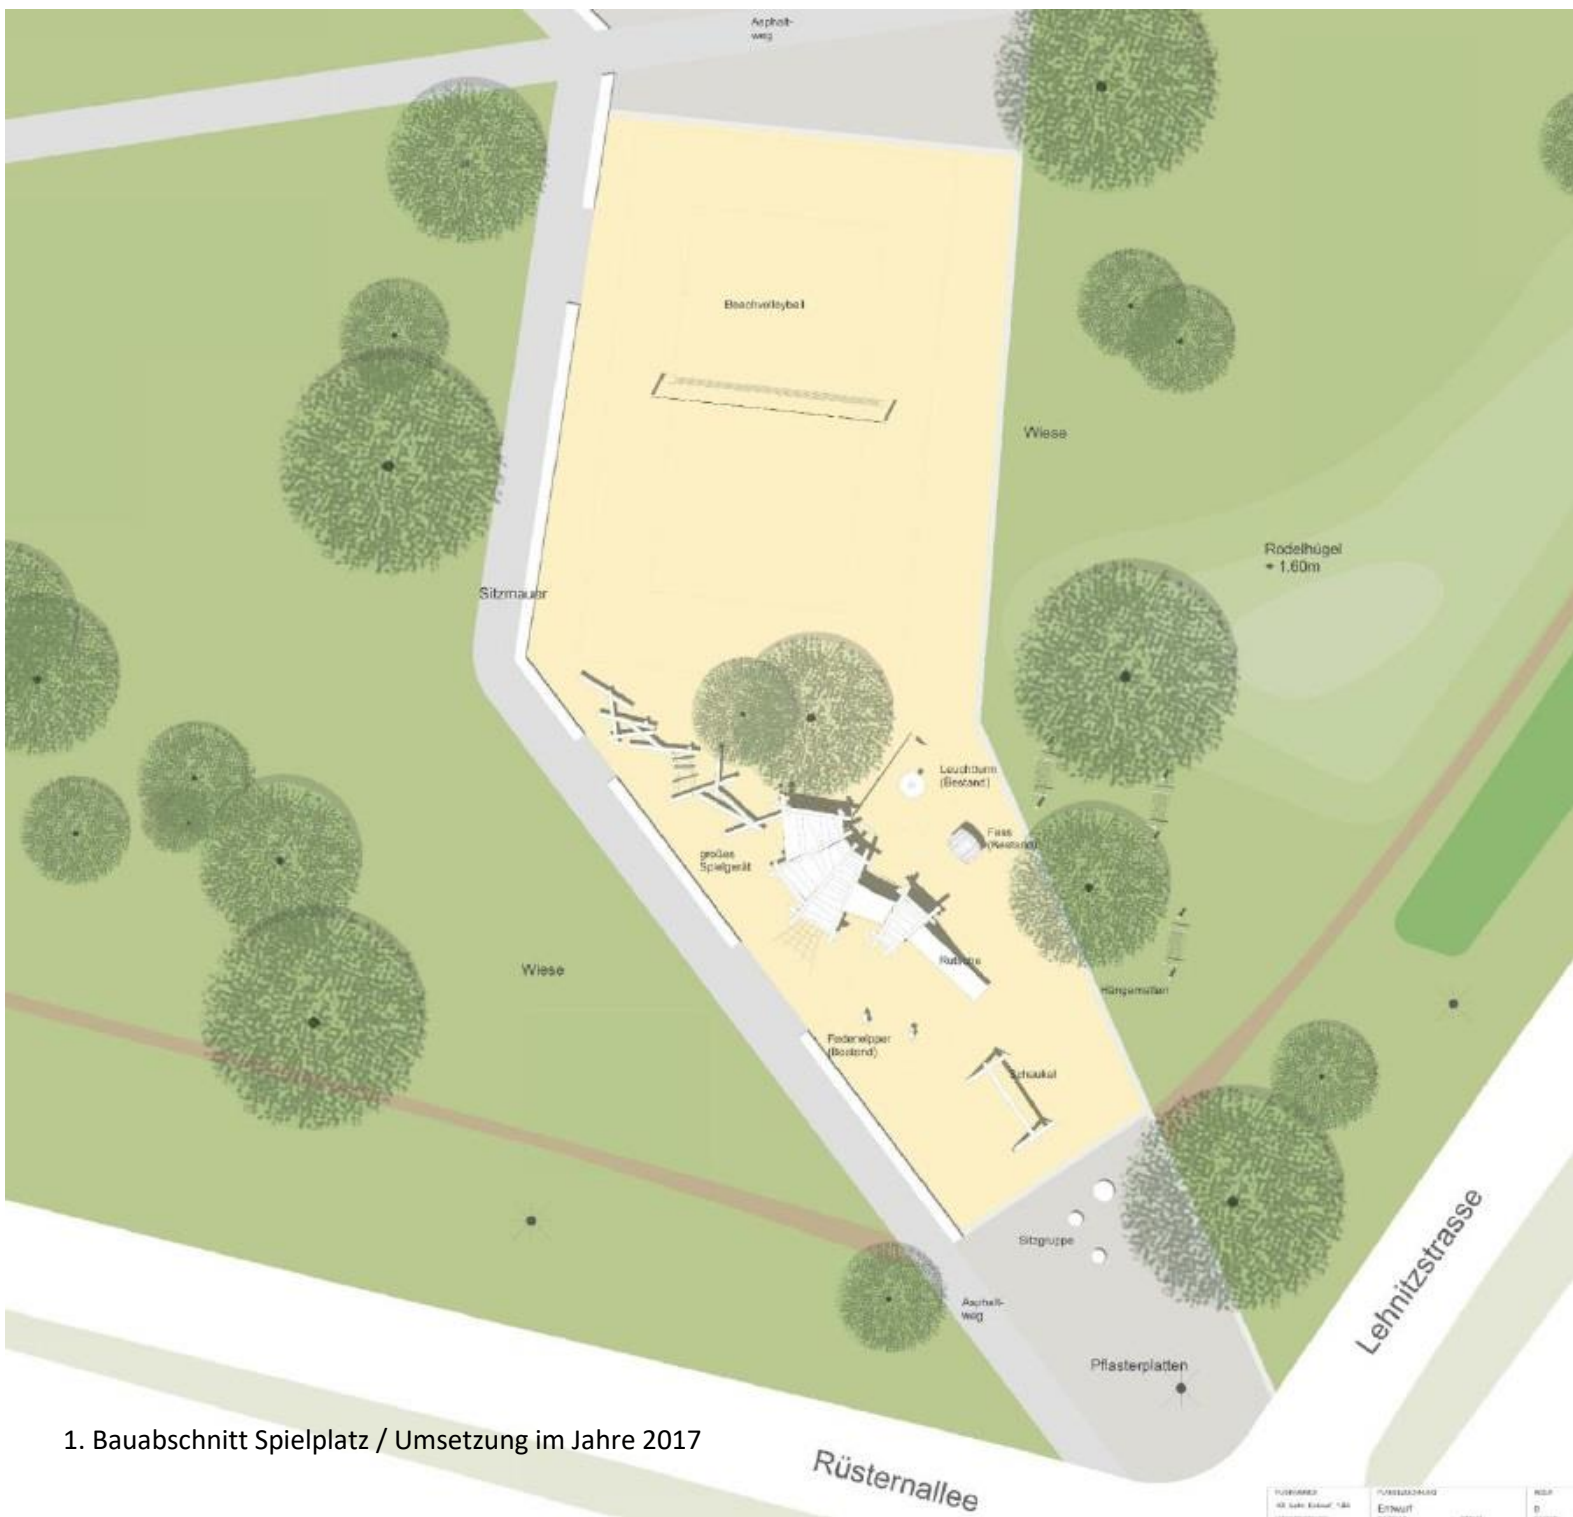 Asphalt-
weg
Beachvolleyball
Wiese
Rodelhügel
+ 1.60m
Sitzmauer
Leuchtturm
(Bestand)
Fass
(Bestand)
großes
Spielgerät
Rutsche
Wiese
Hängematten
Federwipper
(Bestand)
Schaukel
Sitzgruppe
Asphalt-
weg
Lehnitzstrasse
Pflasterplatten
1. Bauabschnitt Spielplatz / Umsetzung im Jahre 2017
Rüsternallee
Entwurf